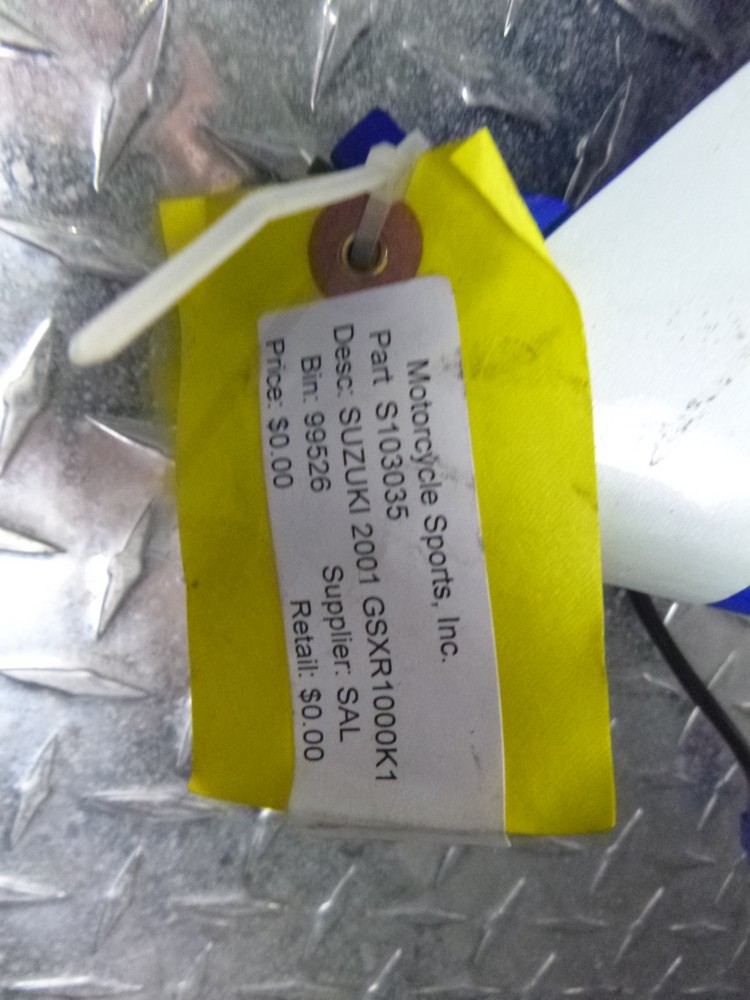 Motorcycle Sports, Inc.
Part S103035
Desc: SUZUKI 2001 GSXR1000K1
Bin: 99526 Supplier: SAL
Price: $0.00 Retail: $0.00